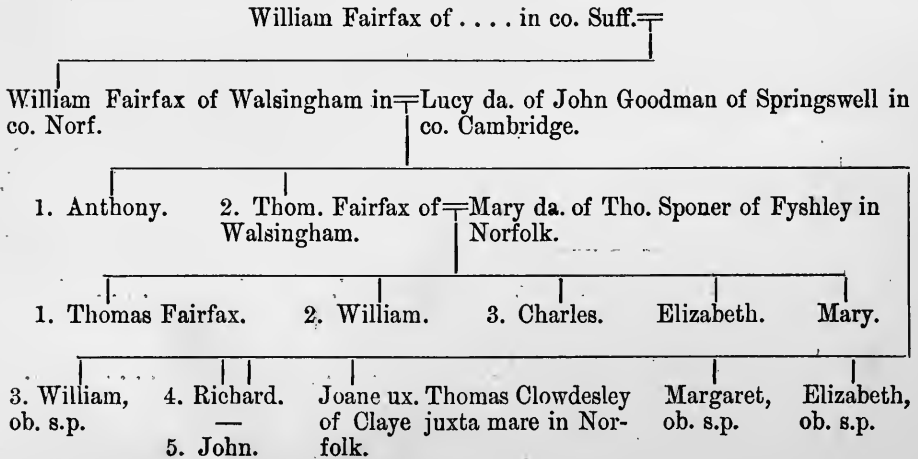 William Fairfax of . . . . in co. Suff.
William Fairfax of Walsingham in Lucy da. of John Goodman of Springswell in
co. Norf. co. Cambridge.
1. Anthony. 2. Thom. Fairfax of Mary da. of Tho. Sponer of Fyshley in
Walsingham. Norfolk.
1. Thomas Fairfax. 2. William. 3. Charles. Elizabeth. Mary.
3. William, 4. Richard. Joane ux. Thomas Clowdesley Margaret, Elizabeth,
ob. s.p. — of Claye juxta mare in Nor- ob. s.p. ob. s.p.
5. John. folk.